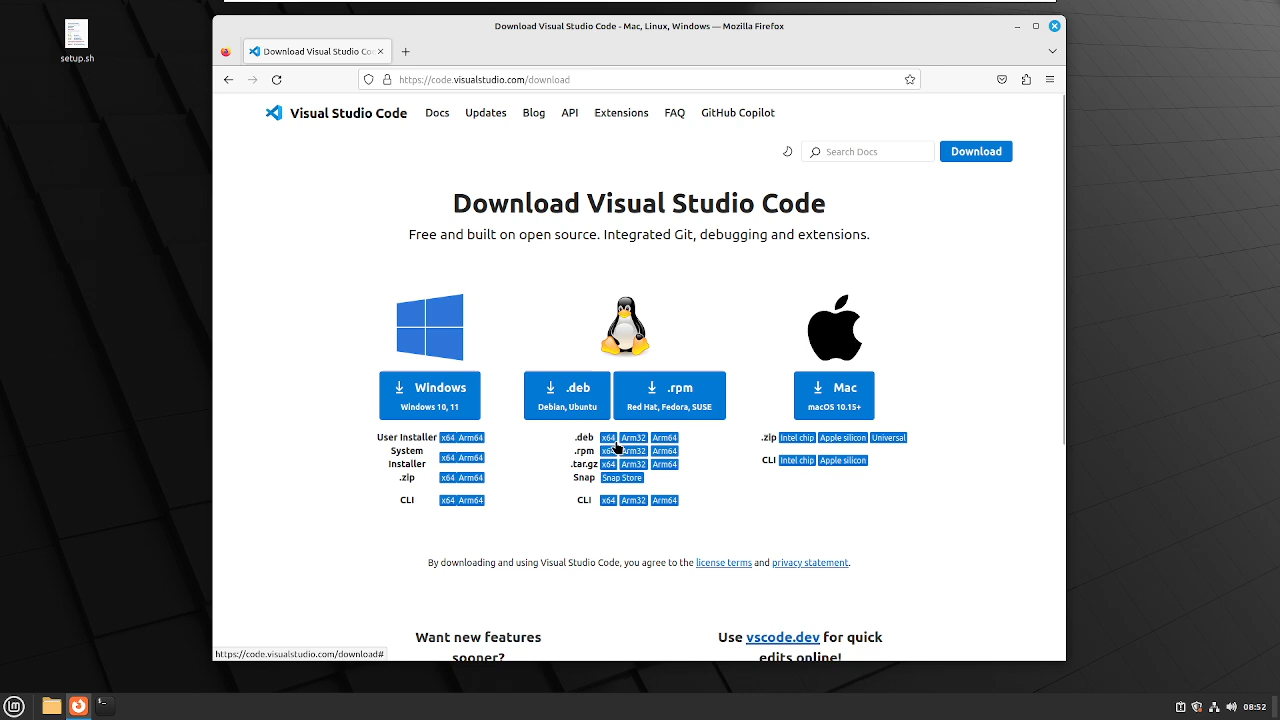 setup.sh
Download Visual Studio Code - Mac, Linux, Windows — Mozilla Firefox
Download Visual Studio Co
https://code.visualstudio.com/download
Visual Studio Code Docs Updates Blog API Extensions FAQ GitHub Copilot
Search Docs Download
Download Visual Studio Code
Free and built on open source. Integrated Git, debugging and extensions.
Windows
Windows 10, 11
.deb
Debian, Ubuntu
.rpm
Red Hat, Fedora, SUSE
Mac
macOS 10.15+
User Installer x64 Arm64
System
Installer x64 Arm64
.zip x64 Arm64
CLI x64 Arm64
.deb x64 Arm32 Arm64
.rpm x64 Arm32 Arm64
.tar.gz x64 Arm32 Arm64
Snap Snap Store
CLI x64 Arm32 Arm64
.zip Intel chip Apple silicon Universal
CLI Intel chip Apple silicon
By downloading and using Visual Studio Code, you agree to the license terms and privacy statement.
Want new features
sooner?
Use vscode.dev for quick
edits online!
https://code.visualstudio.com/download#
08:52